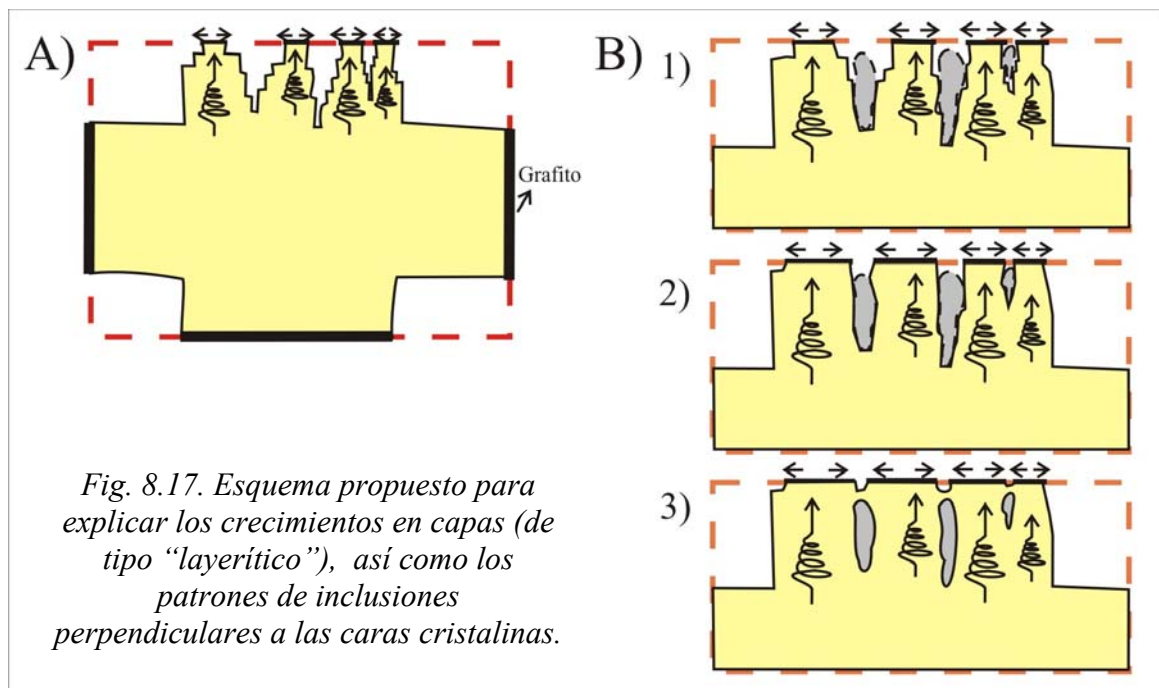 A)
Grafito
B)
1)
2)
3)
Fig. 8.17. Esquema propuesto para
explicar los crecimientos en capas (de
tipo “layerítico”), así como los
patrones de inclusiones
perpendiculares a las caras cristalinas.